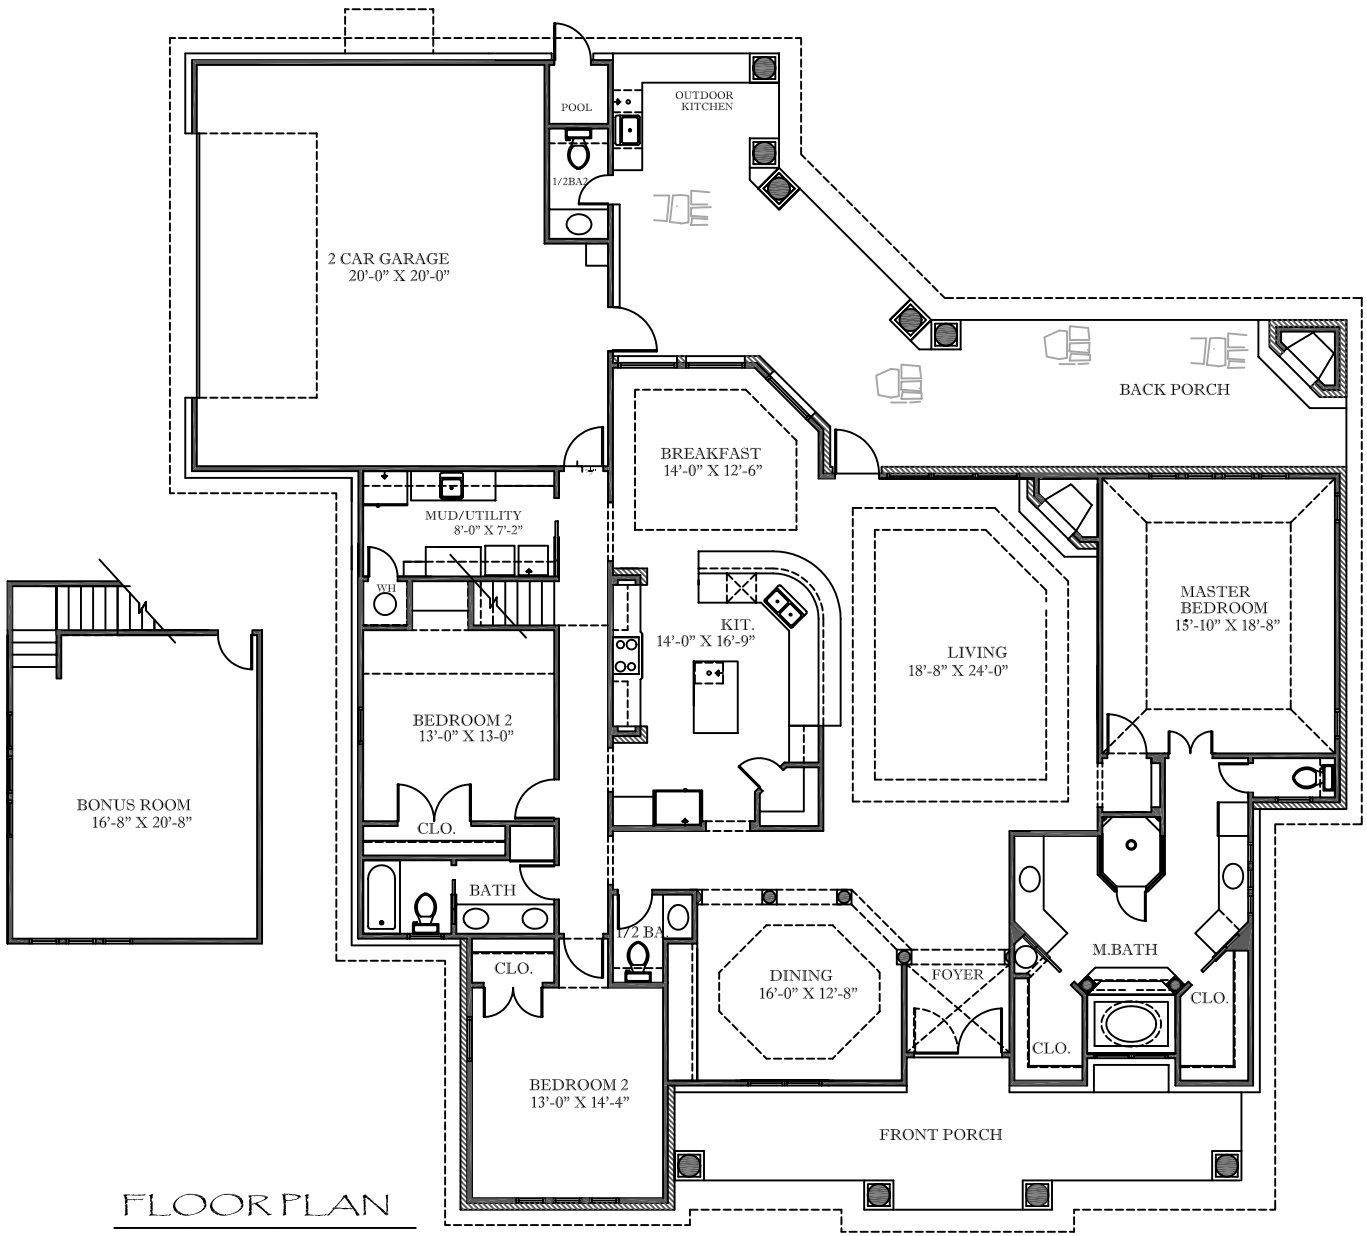 POOL
OUTDOOR
KITCHEN
1/2BA2
2 CAR GARAGE
20'-0" X 20'-0"
BACK PORCH
BREAKFAST
14'-0" X 12'-6"
MUD/UTILITY
8'-0" X 7'-2"
WH
KIT.
14'-0" X 16'-9"
MASTER
BEDROOM
15'-10" X 18'-8"
LIVING
18'-8" X 24'-0"
BEDROOM 2
13'-0" X 13-0"
BONUS ROOM
16'-8" X 20'-8"
CLO.
BATH
1/2 BA.
M.BATH
CLO.
DINING
16'-0" X 12'-8"
FOYER
CLO.
CLO.
BEDROOM 2
13'-0" X 14'-4"
FRONT PORCH
FLOOR PLAN